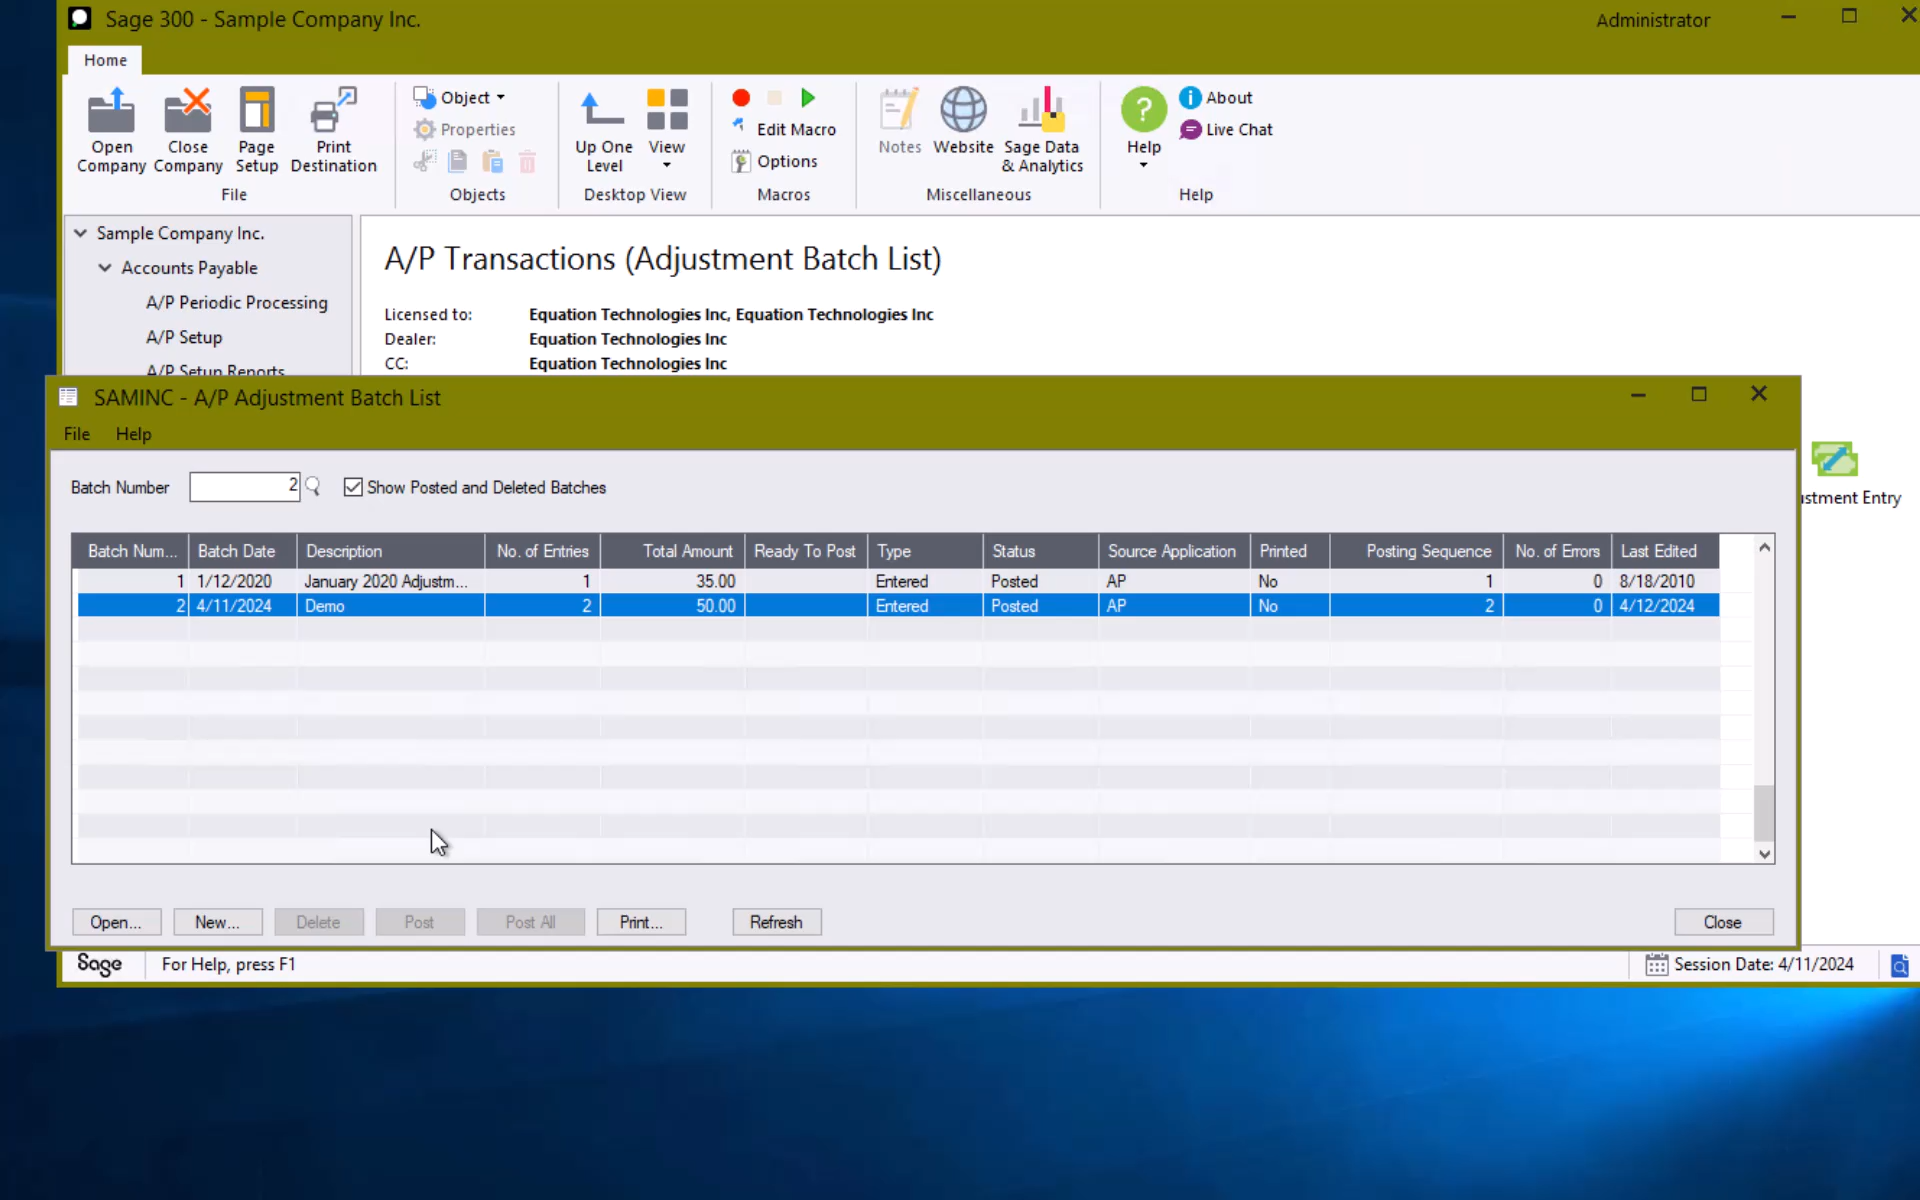 Sage 300 - Sample Company Inc.
Administrator
Home
Open Company
Close Company
Page Setup
Print Destination
File
Object
Properties
Objects
Up One Level
View
Desktop View
Edit Macro
Options
Macros
Notes
Website
Sage Data & Analytics
Miscellaneous
Help
About
Live Chat
Help
Sample Company Inc.
Accounts Payable
A/P Periodic Processing
A/P Setup
A/P Setup Reports
A/P Transactions (Adjustment Batch List)
Licensed to: Equation Technologies Inc, Equation Technologies Inc
Dealer: Equation Technologies Inc
CC: Equation Technologies Inc
SAMINC - A/P Adjustment Batch List
File Help
Batch Number 2 Show Posted and Deleted Batches
stment Entry
Batch Num... Batch Date Description No. of Entries Total Amount Ready To Post Type Status Source Application Printed Posting Sequence No. of Errors Last Edited
1 1/12/2020 January 2020 Adjustm... 1 35.00 Entered Posted AP No 1 0 8/18/2010
2 4/11/2024 Demo 2 50.00 Entered Posted AP No 2 0 4/12/2024
Open... New... Delete Post Post All Print... Refresh Close
Sage For Help, press F1 Session Date: 4/11/2024